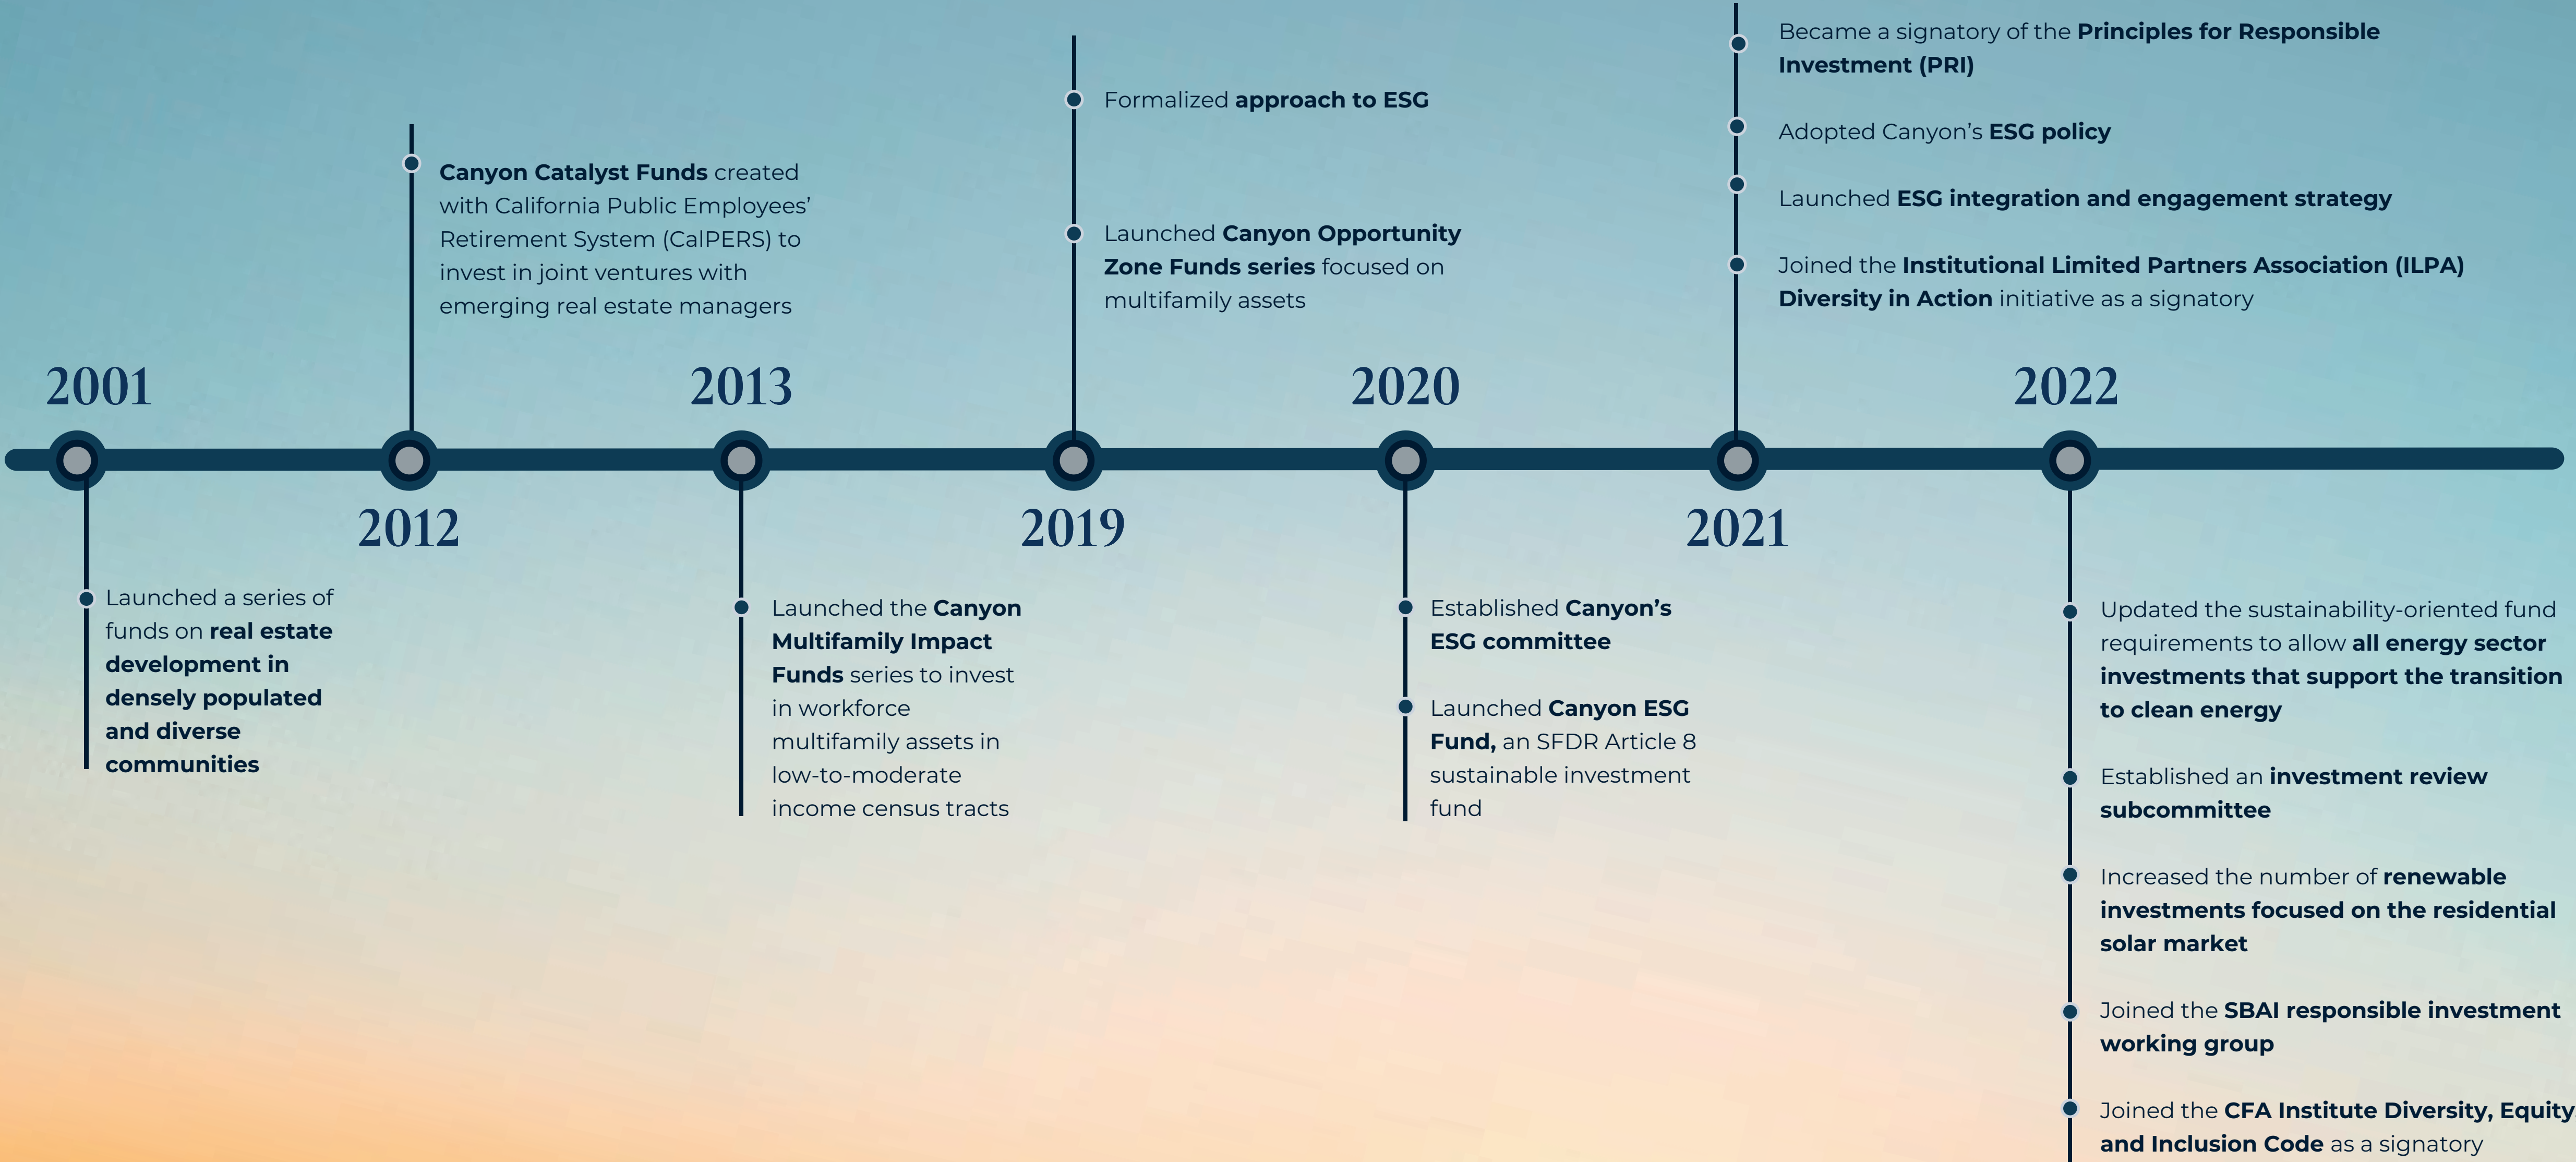 2001
Launched a series of
funds on real estate
development in
densely populated
and diverse
communities
Canyon Catalyst Funds created
with California Public Employees’
Retirement System (CalPERS) to
invest in joint ventures with
emerging real estate managers
2012
2013
Launched the Canyon
Multifamily Impact
Funds series to invest
in workforce
multifamily assets in
low-to-moderate
income census tracts
Formalized approach to ESG
Launched Canyon Opportunity
Zone Funds series focused on
multifamily assets
2019
2020
Established Canyon’s
ESG committee
Launched Canyon ESG
Fund, an SFDR Article 8
sustainable investment
fund
Became a signatory of the Principles for Responsible
Investment (PRI)
Adopted Canyon’s ESG policy
Launched ESG integration and engagement strategy
Joined the Institutional Limited Partners Association (ILPA)
Diversity in Action initiative as a signatory
2021
2022
Updated the sustainability-oriented fund
requirements to allow all energy sector
investments that support the transition
to clean energy
Established an investment review
subcommittee
Increased the number of renewable
investments focused on the residential
solar market
Joined the SBAI responsible investment
working group
Joined the CFA Institute Diversity, Equity
and Inclusion Code as a signatory